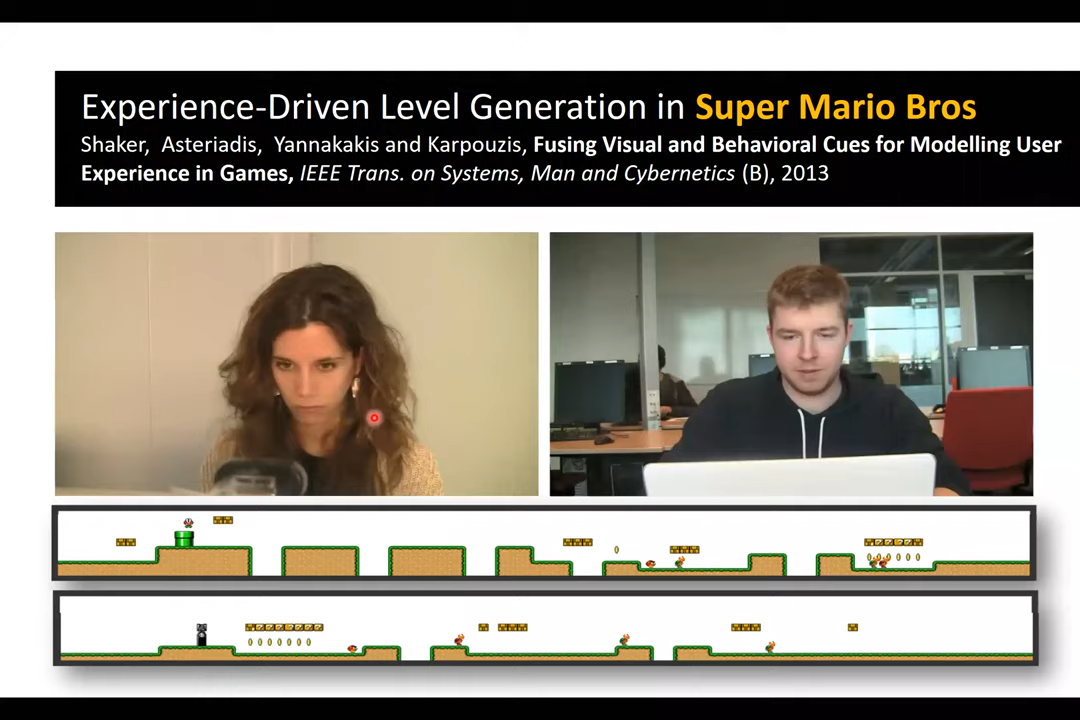 Experience-Driven Level Generation in Super Mario Bros
Shaker, Asteriadis, Yannakakis and Karpouzis, Fusing Visual and Behavioral Cues for Modelling User
Experience in Games, IEEE Trans. on Systems, Man and Cybernetics (B), 2013